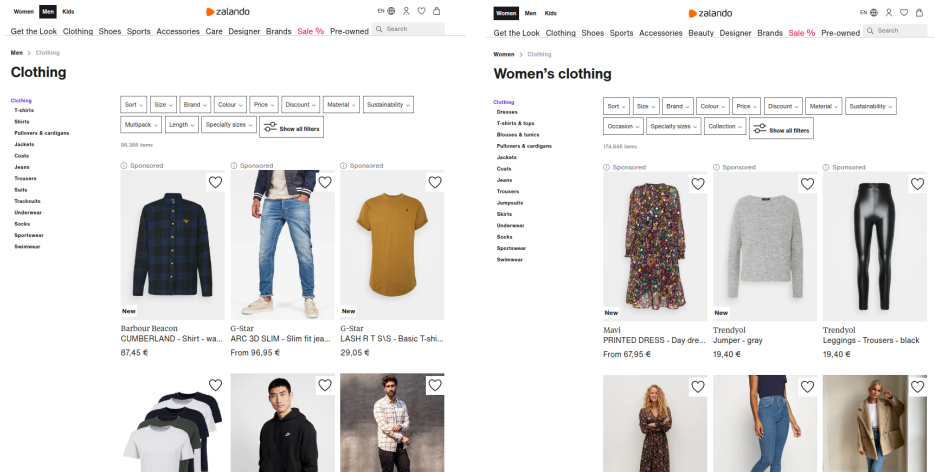 Women Men Kids
zalando
EN
Get the Look Clothing Shoes Sports Accessories Care Designer Brands Sale % Pre-owned
Search
Men > Clothing
Clothing
Clothing
T-shirts
Shirts
Pullovers & cardigans
Jackets
Coats
Jeans
Trousers
Suits
Tracksuits
Underwear
Socks
Sportswear
Swimwear
Sort Size Brand Colour Price Discount Material Sustainability
Multipack Length Specialty sizes Show all filters
98,368 items
Sponsored Sponsored Sponsored
New
Barbour Beacon
CUMBERLAND - Shirt - wa...
87,45 €
G-Star
ARC 3D SLIM - Slim fit jea...
From 96,95 €
New
G-Star
LASH R T S\S - Basic T-shi...
29,05 €
Women Men Kids
zalando
EN
Get the Look Clothing Shoes Sports Accessories Beauty Designer Brands Sale % Pre-owned
Search
Women > Clothing
Women's clothing
Clothing
Dresses
T-shirts & tops
Blouses & tunics
Pullovers & cardigans
Jackets
Coats
Jeans
Trousers
Jumpsuits
Skirts
Underwear
Socks
Sportswear
Swimwear
Sort Size Brand Colour Price Discount Material Sustainability
Occasion Specialty sizes Collection Show all filters
174,646 items
Sponsored Sponsored Sponsored
New
Mavi
PRINTED DRESS - Day dre...
From 67,95 €
New
Trendyol
Jumper - gray
19,40 €
Trendyol
Leggings - Trousers - black
19,40 €